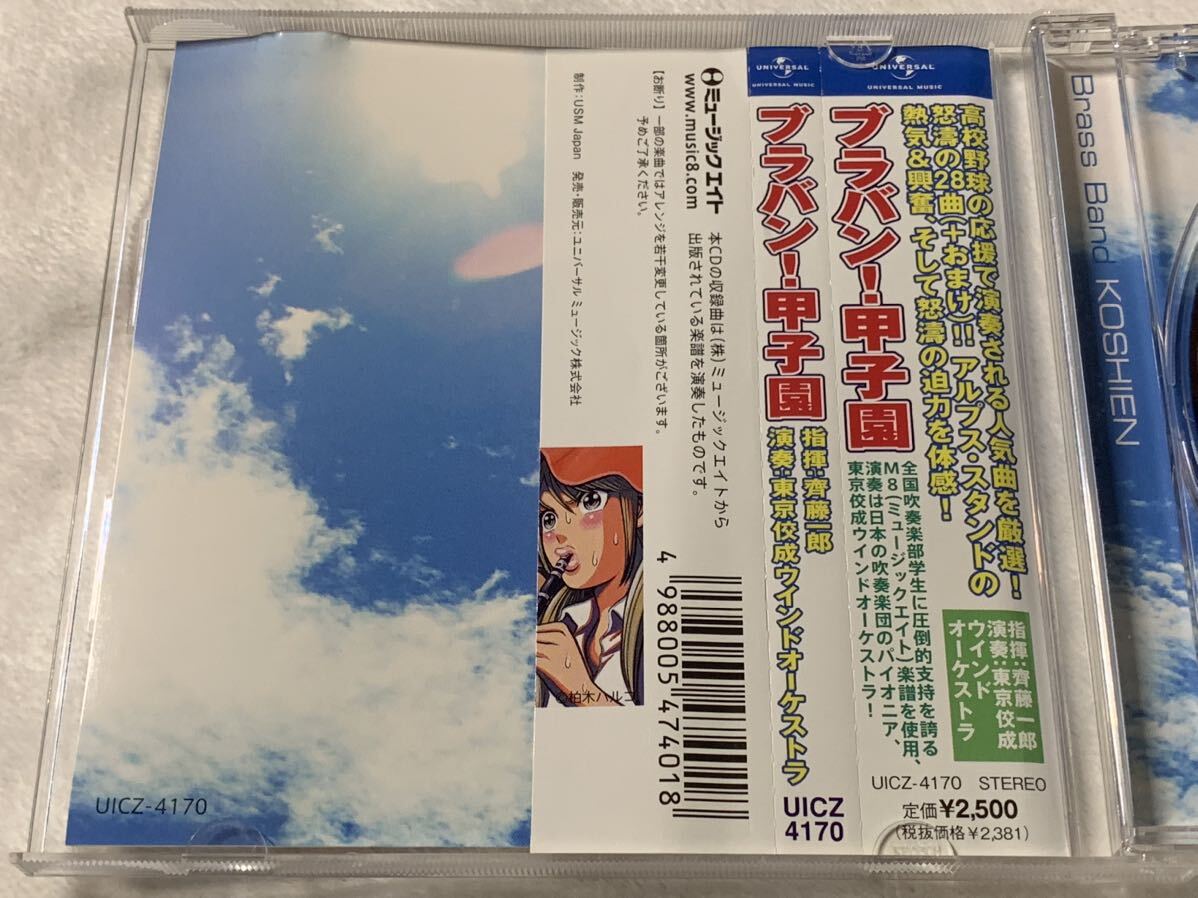 UICZ-4170
ミュージックエイト
www.music8.com
本CDの収録曲は(株)ミュージックエイトから
出版されている楽譜を演奏したものです。
【お断り】一部の楽曲ではアレンジを若干変更している箇所がございます。
予めご了承ください。
制作:USM Japan 発売・販売元:ユニバーサル ミュージック株式会社
©柏木ハルコ
4 988005 474018
UNIVERSAL
UNIVERSAL MUSIC
ブラバン!甲子園
指揮:齊藤一郎
演奏:東京佼成ウインドオーケストラ
UICZ
4170
UNIVERSAL
UNIVERSAL MUSIC
高校野球の応援で演奏される人気曲を厳選!
怒濤の28曲(+おまけ)!! アルプス・スタンドの
熱気&興奮、そして怒濤の迫力を体感!
ブラバン!甲子園
全国吹奏楽部学生に圧倒的支持を誇る
M8(ミュージックエイト)楽譜を使用、
演奏は日本の吹奏楽団のパイオニア、
東京佼成ウインドオーケストラ!
指揮:齊藤一郎
演奏:東京佼成
ウインド
オーケストラ
UICZ-4170 STEREO
定価¥2,500
(税抜価格¥2,381)
Brass Band KOSHIEN